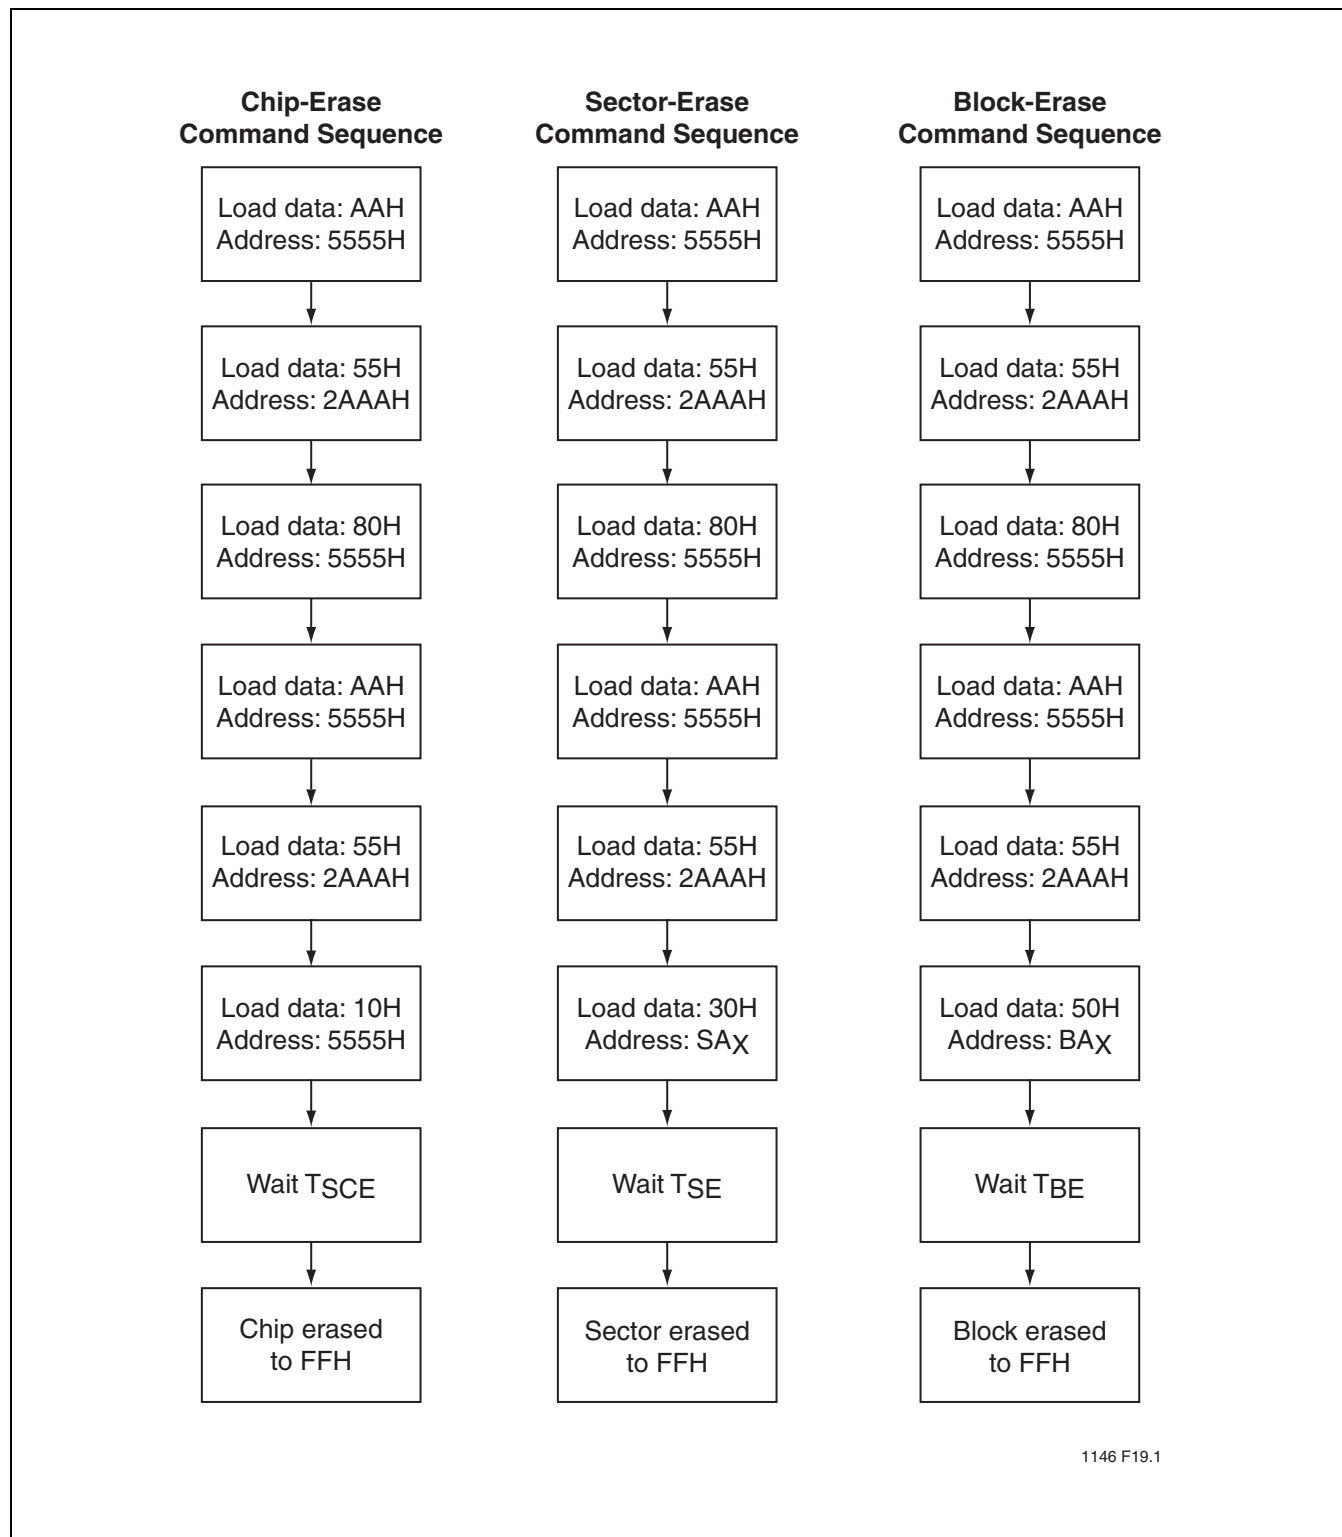 Chip-Erase
Command Sequence
Load data: AAH
Address: 5555H
Load data: 55H
Address: 2AAAH
Load data: 80H
Address: 5555H
Load data: AAH
Address: 5555H
Load data: 55H
Address: 2AAAH
Load data: 10H
Address: 5555H
Wait TSCE
Chip erased
to FFH
Sector-Erase
Command Sequence
Load data: AAH
Address: 5555H
Load data: 55H
Address: 2AAAH
Load data: 80H
Address: 5555H
Load data: AAH
Address: 5555H
Load data: 55H
Address: 2AAAH
Load data: 30H
Address: SAX
Wait TSE
Sector erased
to FFH
Block-Erase
Command Sequence
Load data: AAH
Address: 5555H
Load data: 55H
Address: 2AAAH
Load data: 80H
Address: 5555H
Load data: AAH
Address: 5555H
Load data: 55H
Address: 2AAAH
Load data: 50H
Address: BAX
Wait TBE
Block erased
to FFH
1146 F19.1